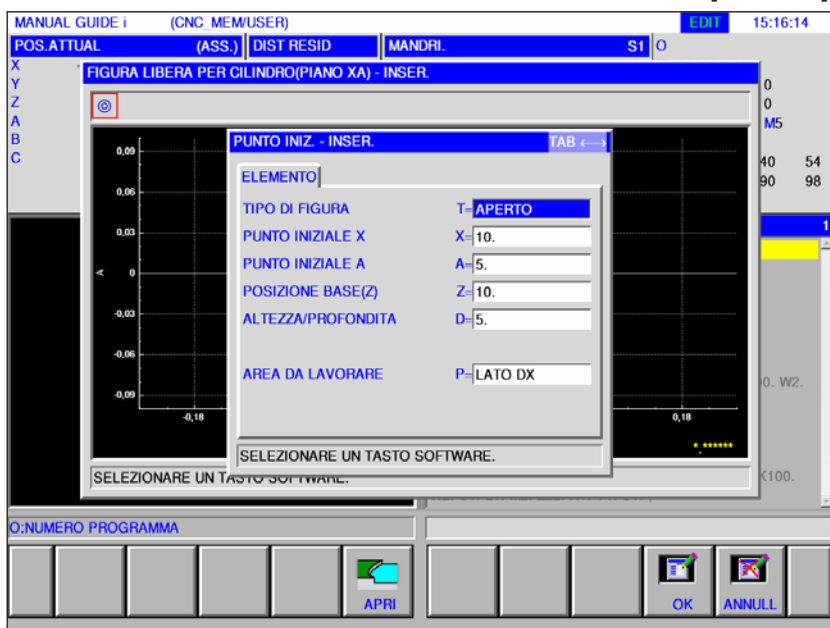 MANUAL GUIDE i (CNC_MEM/USER) EDIT 15:16:14
POS.ATTUAL (ASS.) DIST RESID MANDRI. S1 O
X
Y
Z
A
B
C
0
0
M5
40 54
90 98
1
FIGURA LIBERA PER CILINDRO(PIANO XA) - INSER.
0,09
0,06
0,03
A 0
-0,03
-0,06
-0,09
-0,18 0,18
*.******
PUNTO INIZ. - INSER. TAB ←→
ELEMENTO
TIPO DI FIGURA T= APERTO
PUNTO INIZIALE X X= 10.
PUNTO INIZIALE A A= 5.
POSIZIONE BASE(Z) Z= 10.
ALTEZZA/PROFONDITA D= 5.
AREA DA LAVORARE P= LATO DX
SELEZIONARE UN TASTO SOFTWARE.
SELEZIONARE UN TASTO SOFTWARE.
00. W2.
K100.
O:NUMERO PROGRAMMA
APRI OK ANNULL